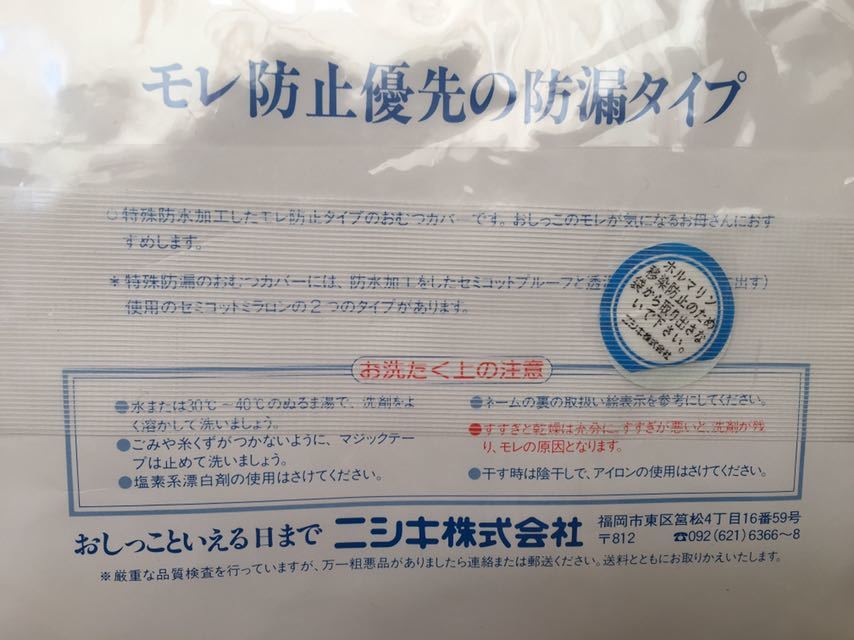 モレ防止優先の防漏タイプ
○特殊防水加工したモレ防止タイプのおむつカバーです。おしっこのモレが気になるお母さんにおす
すめします。
＊特殊防漏のおむつカバーには、防水加工をしたセミコットプルーフと透 出す)
使用のセミコットミラロンの2つのタイプがあります。
ホルマリン
移染防止のため
袋から取り出さな
いで下さい。
ニシキ株式会社
お洗たく上の注意
●水または30℃〜40℃のぬるま湯で、洗剤をよ
く溶かして洗いましょう。
●ごみや糸くずがつかないように、マジックテー
プは止めて洗いましょう。
●塩素系漂白剤の使用はさけてください。
●ネームの裏の取扱い絵表示を参考にしてください。
●すすぎと乾燥は充分に、すすぎが悪いと、洗剤が残
り、モレの原因となります。
●干す時は陰干しで、アイロンの使用はさけてください。
おしっこといえる日まで ニシキ株式会社
福岡市東区筥松4丁目16番59号
〒812 ☎092(621)6366〜8
※厳重な品質検査を行っていますが、万一粗悪品がありましたら連絡または郵送ください。送料とともにお取りかえいたします。